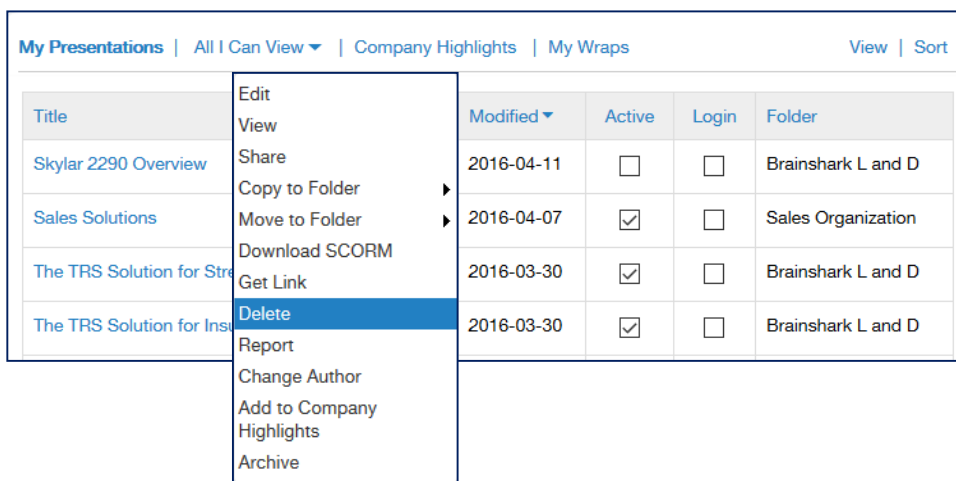 My Presentations | All I Can View | Company Highlights | My Wraps View | Sort
Title Modified Active Login Folder
Skylar 2290 Overview 2016-04-11 Brainshark L and D
Sales Solutions 2016-04-07 Sales Organization
The TRS Solution for Stre 2016-03-30 Brainshark L and D
The TRS Solution for Insu 2016-03-30 Brainshark L and D
Edit
View
Share
Copy to Folder
Move to Folder
Download SCORM
Get Link
Delete
Report
Change Author
Add to Company
Highlights
Archive